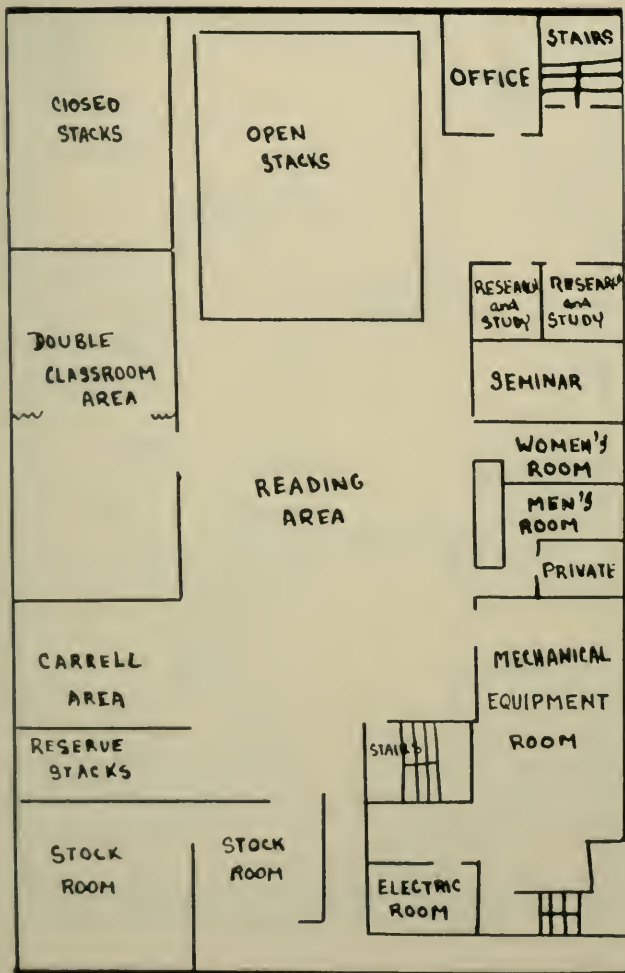 CLOSED
STACKS
OPEN
STACKS
OFFICE
STAIRS
RESEARCH
and
STUDY
RESEARCH
and
STUDY
DOUBLE
CLASSROOM
AREA
SEMINAR
WOMEN'S
ROOM
READING
AREA
MEN'S
ROOM
PRIVATE
CARRELL
AREA
MECHANICAL
EQUIPMENT
ROOM
RESERVE
STACKS
STAIRS
STOCK
ROOM
STOCK
ROOM
ELECTRIC
ROOM